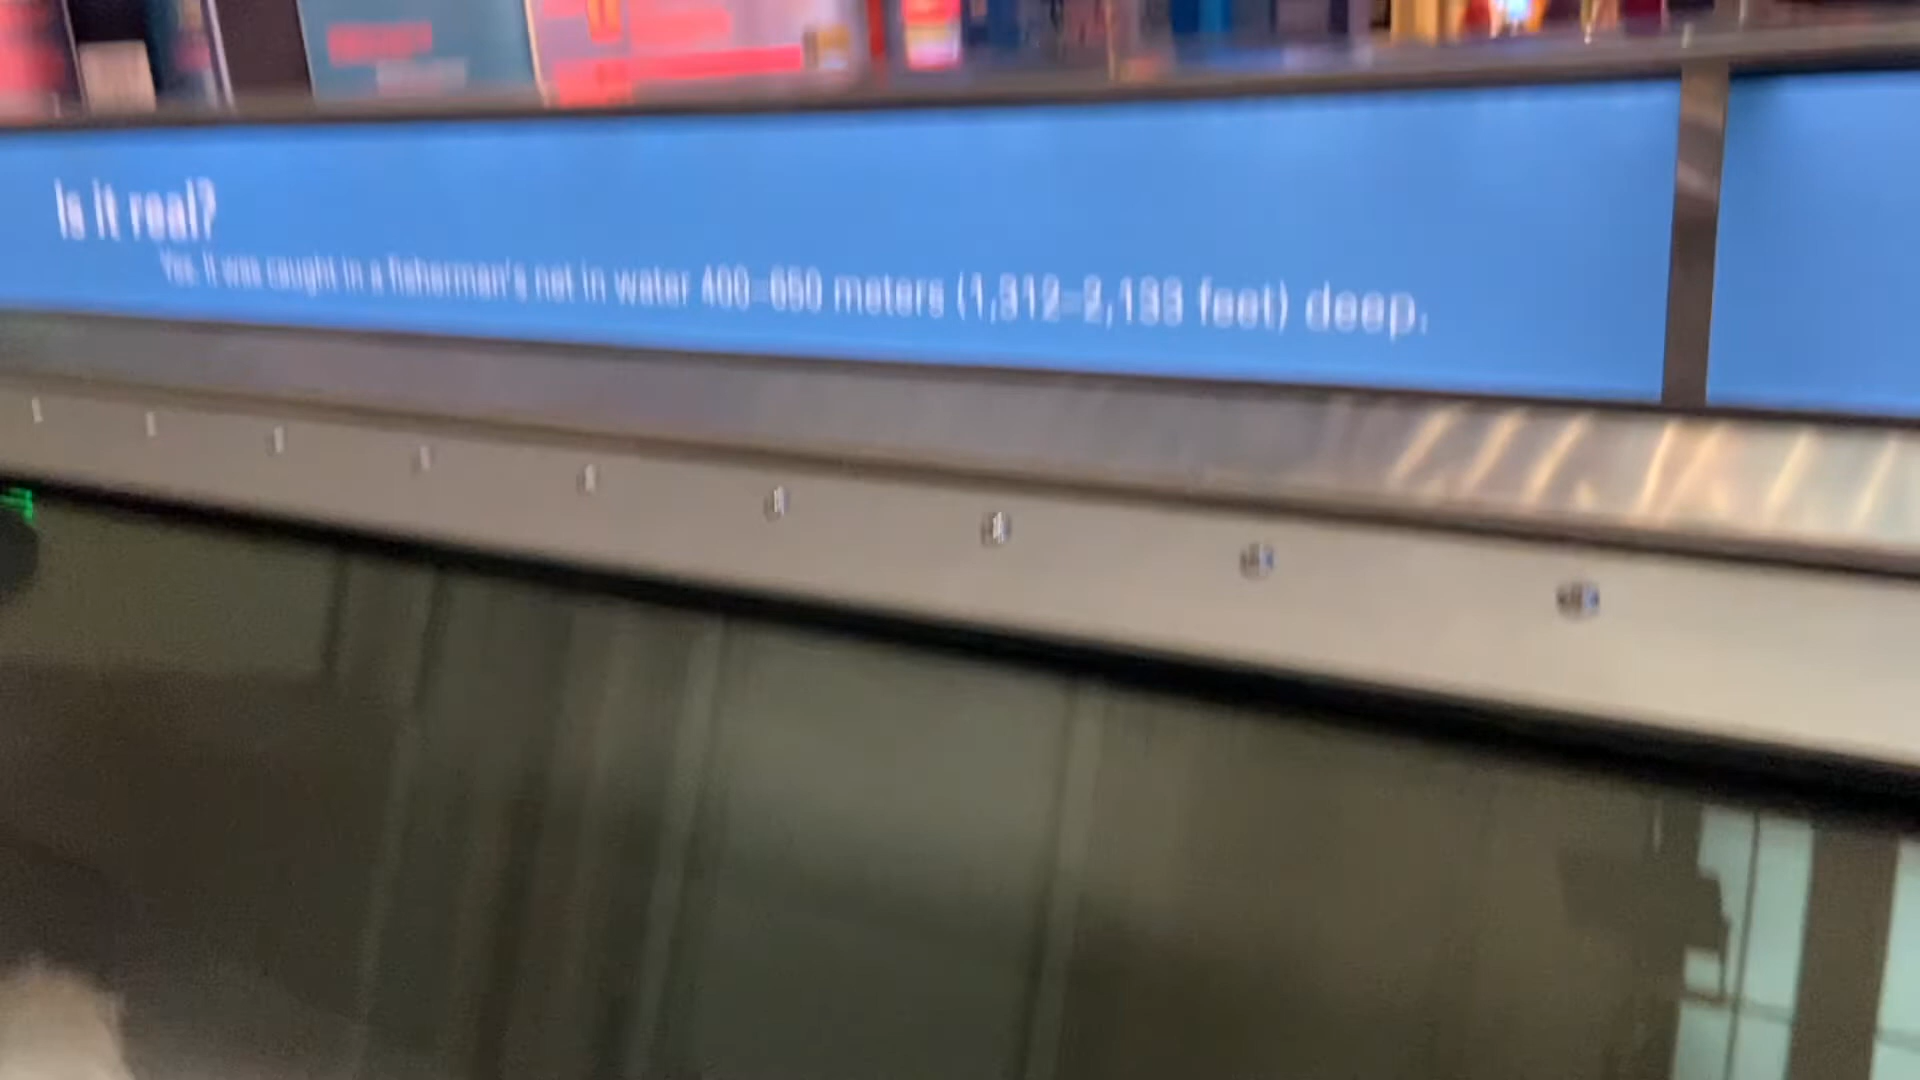 Is it real?
Yes. It was caught in a fisherman's net in water 400–650 meters (1,312–2,133 feet) deep.